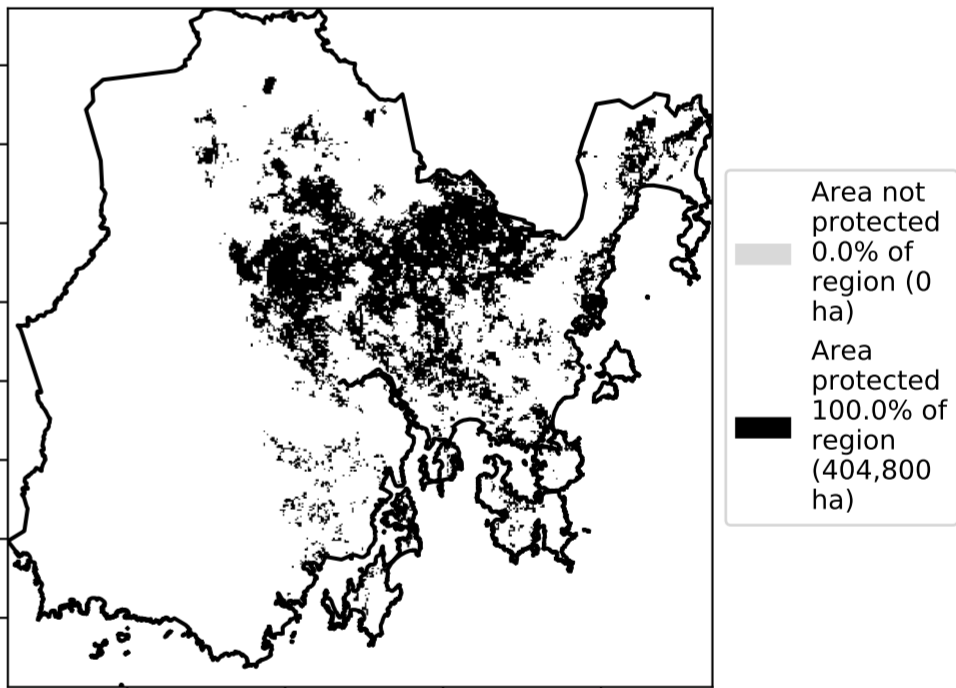 Area not
protected
0.0% of
region (0
ha)
Area
protected
100.0% of
region
(404,800
ha)